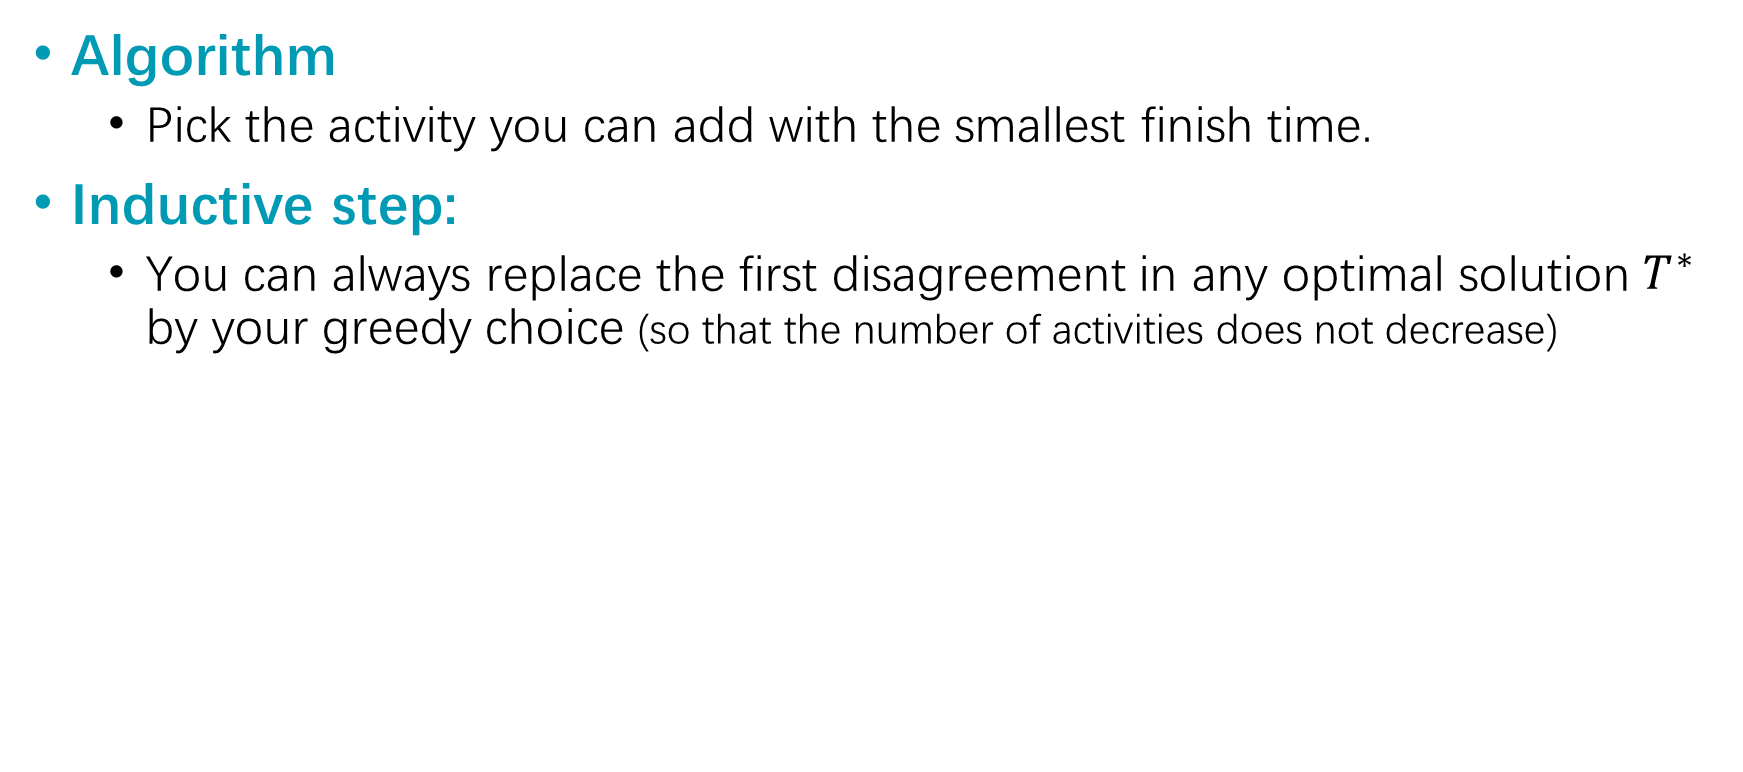 • Algorithm
• Pick the activity you can add with the smallest finish time.
• Inductive step:
• You can always replace the first disagreement in any optimal solution T*
by your greedy choice (so that the number of activities does not decrease)